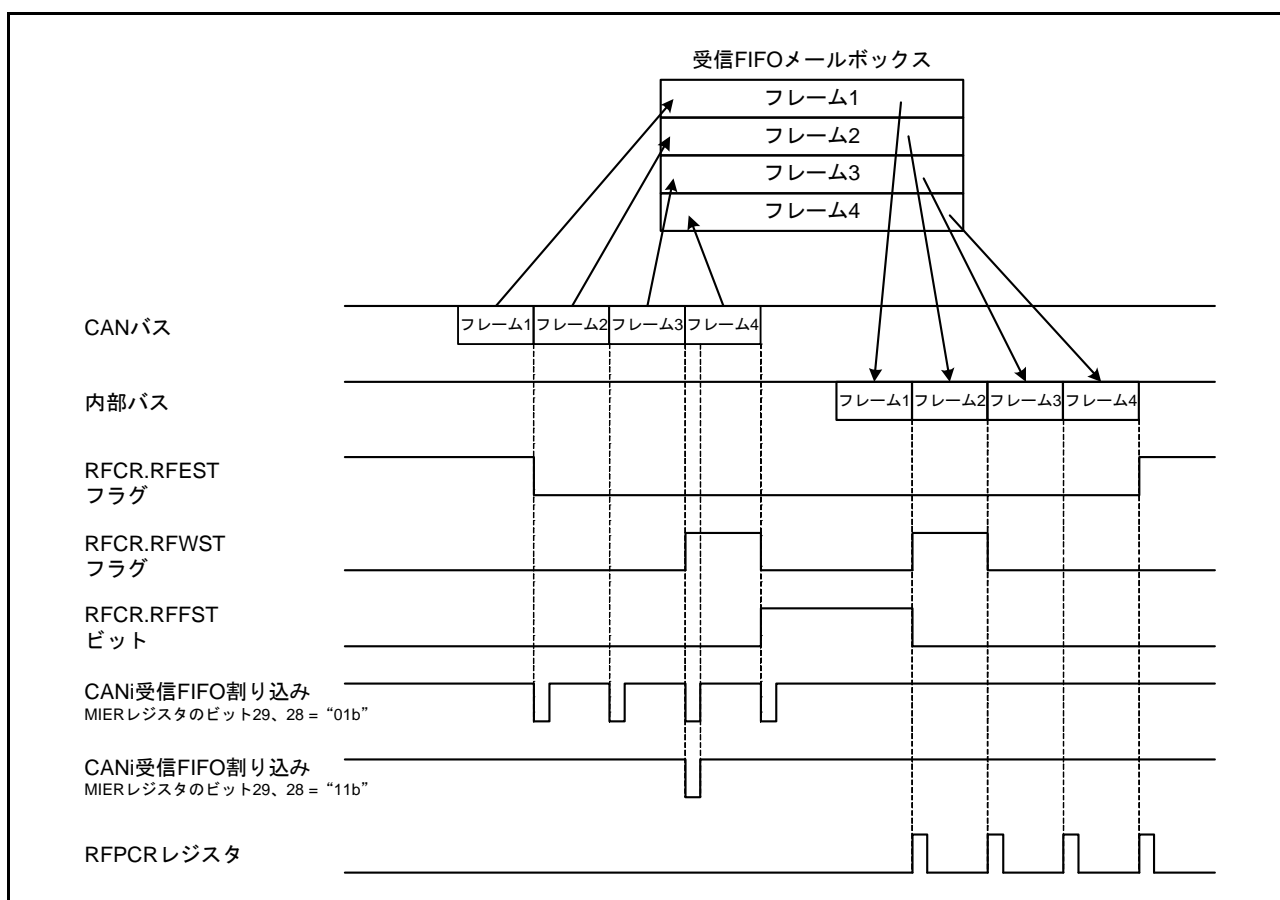 受信FIFOメールボックス
フレーム1
フレーム2
フレーム3
フレーム4
CANバス
フレーム1 フレーム2 フレーム3 フレーム4
内部バス
フレーム1 フレーム2 フレーム3 フレーム4
RFCR.RFEST
フラグ
RFCR.RFWST
フラグ
RFCR.RFFST
ビット
CANi受信FIFO割り込み
MIERレジスタのビット29、28 = “01b”
CANi受信FIFO割り込み
MIERレジスタのビット29、28 = “11b”
RFPCRレジスタ